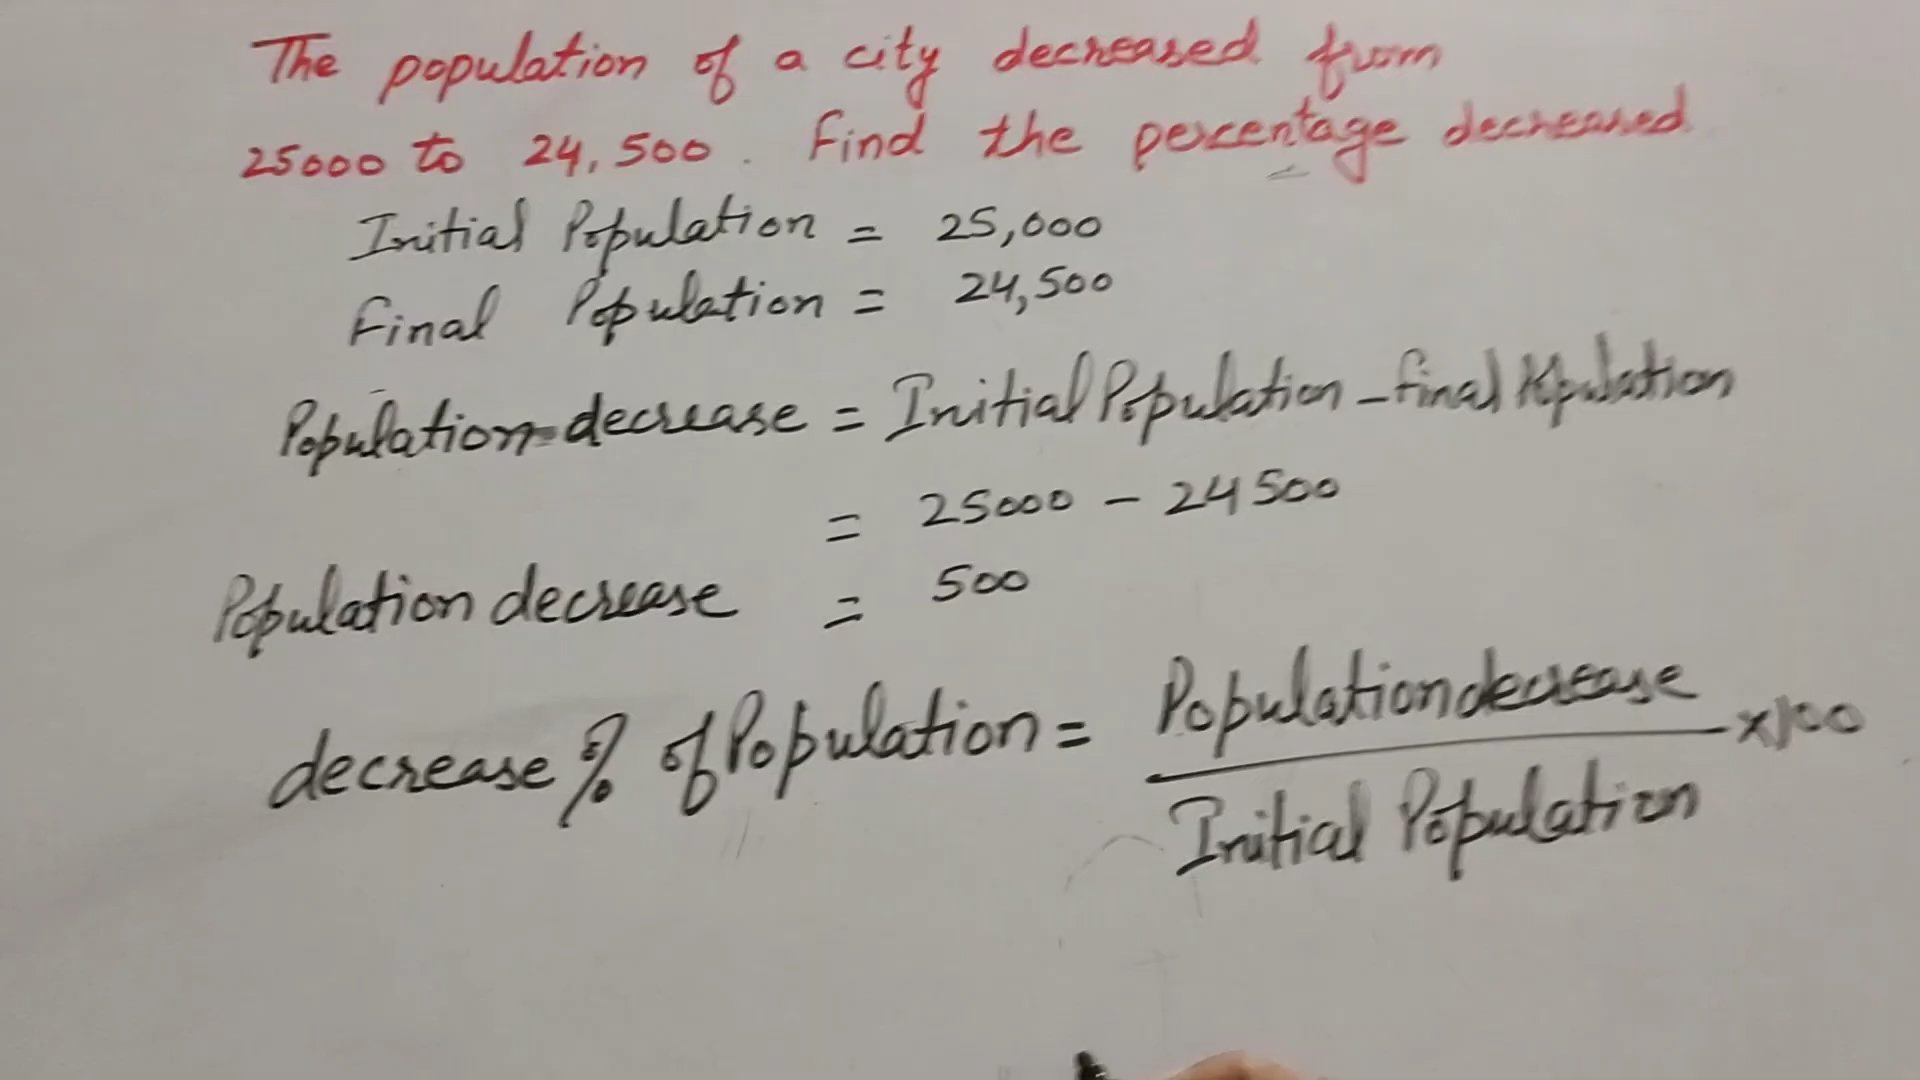 The population of a city decreased from
25000 to 24,500. Find the percentage decreased
Initial Population = 25,000
Final Population = 24,500
Population decrease = Initial Population - final Population
= 25000 - 24500
Population decrease = 500
decrease % of Population = Population decrease / Initial Population x100